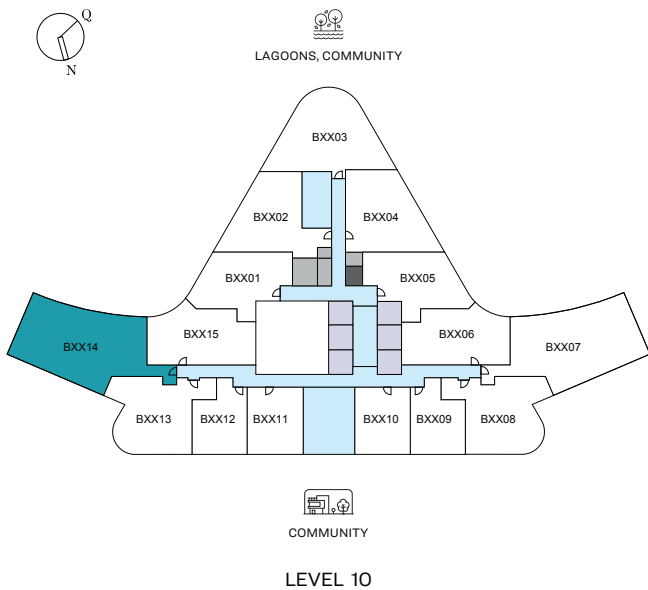 Q
N
LAGOONS, COMMUNITY
BXX03
BXX02
BXX04
BXX01
BXX05
BXX14
BXX15
BXX06
BXX07
BXX13
BXX12
BXX11
BXX10
BXX09
BXX08
COMMUNITY
LEVEL 10